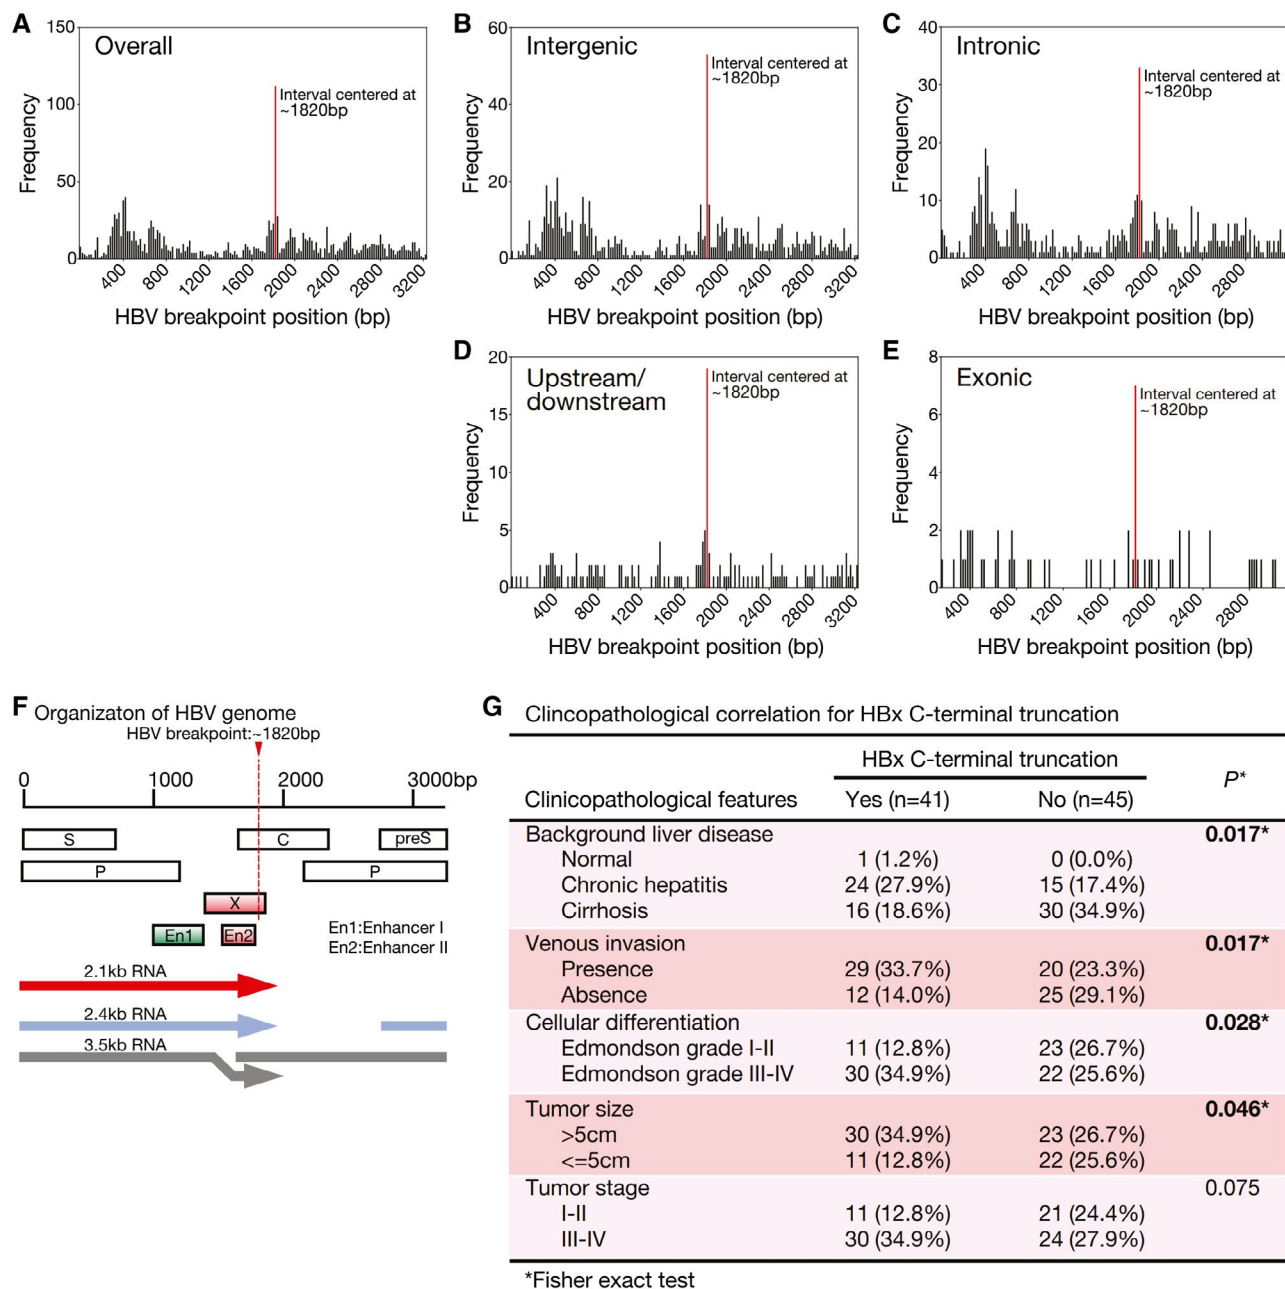 A
Overall
150
100
50
0
Frequency
Interval centered at
~1820bp
400
800
1200
1600
2000
2400
2800
3200
HBV breakpoint position (bp)
B
Intergenic
60
40
20
0
Frequency
Interval centered at
~1820bp
400
800
1200
1600
2000
2400
2800
3200
HBV breakpoint position (bp)
C
Intronic
40
30
20
10
0
Frequency
Interval centered at
~1820bp
400
800
1200
1600
2000
2400
2800
HBV breakpoint position (bp)
D
Upstream/
downstream
20
15
10
5
0
Frequency
Interval centered at
~1820bp
400
800
1200
1600
2000
2400
2800
3200
HBV breakpoint position (bp)
E
Exonic
8
6
4
2
0
Frequency
Interval centered at
~1820bp
400
800
1200
1600
2000
2400
2800
HBV breakpoint position (bp)
F
Organizaton of HBV genome
HBV breakpoint:~1820bp
0 1000 2000 3000bp
S C preS
P P
X
En1 En2
En1:Enhancer I
En2:Enhancer II
2.1kb RNA
2.4kb RNA
3.5kb RNA
G
Clincopathological correlation for HBx C-terminal truncation
HBx C-terminal truncation
P*
Clinicopathological features Yes (n=41) No (n=45)
Background liver disease 0.017*
Normal 1 (1.2%) 0 (0.0%)
Chronic hepatitis 24 (27.9%) 15 (17.4%)
Cirrhosis 16 (18.6%) 30 (34.9%)
Venous invasion 0.017*
Presence 29 (33.7%) 20 (23.3%)
Absence 12 (14.0%) 25 (29.1%)
Cellular differentiation 0.028*
Edmondson grade I-II 11 (12.8%) 23 (26.7%)
Edmondson grade III-IV 30 (34.9%) 22 (25.6%)
Tumor size 0.046*
>5cm 30 (34.9%) 23 (26.7%)
<=5cm 11 (12.8%) 22 (25.6%)
Tumor stage 0.075
I-II 11 (12.8%) 21 (24.4%)
III-IV 30 (34.9%) 24 (27.9%)
*Fisher exact test